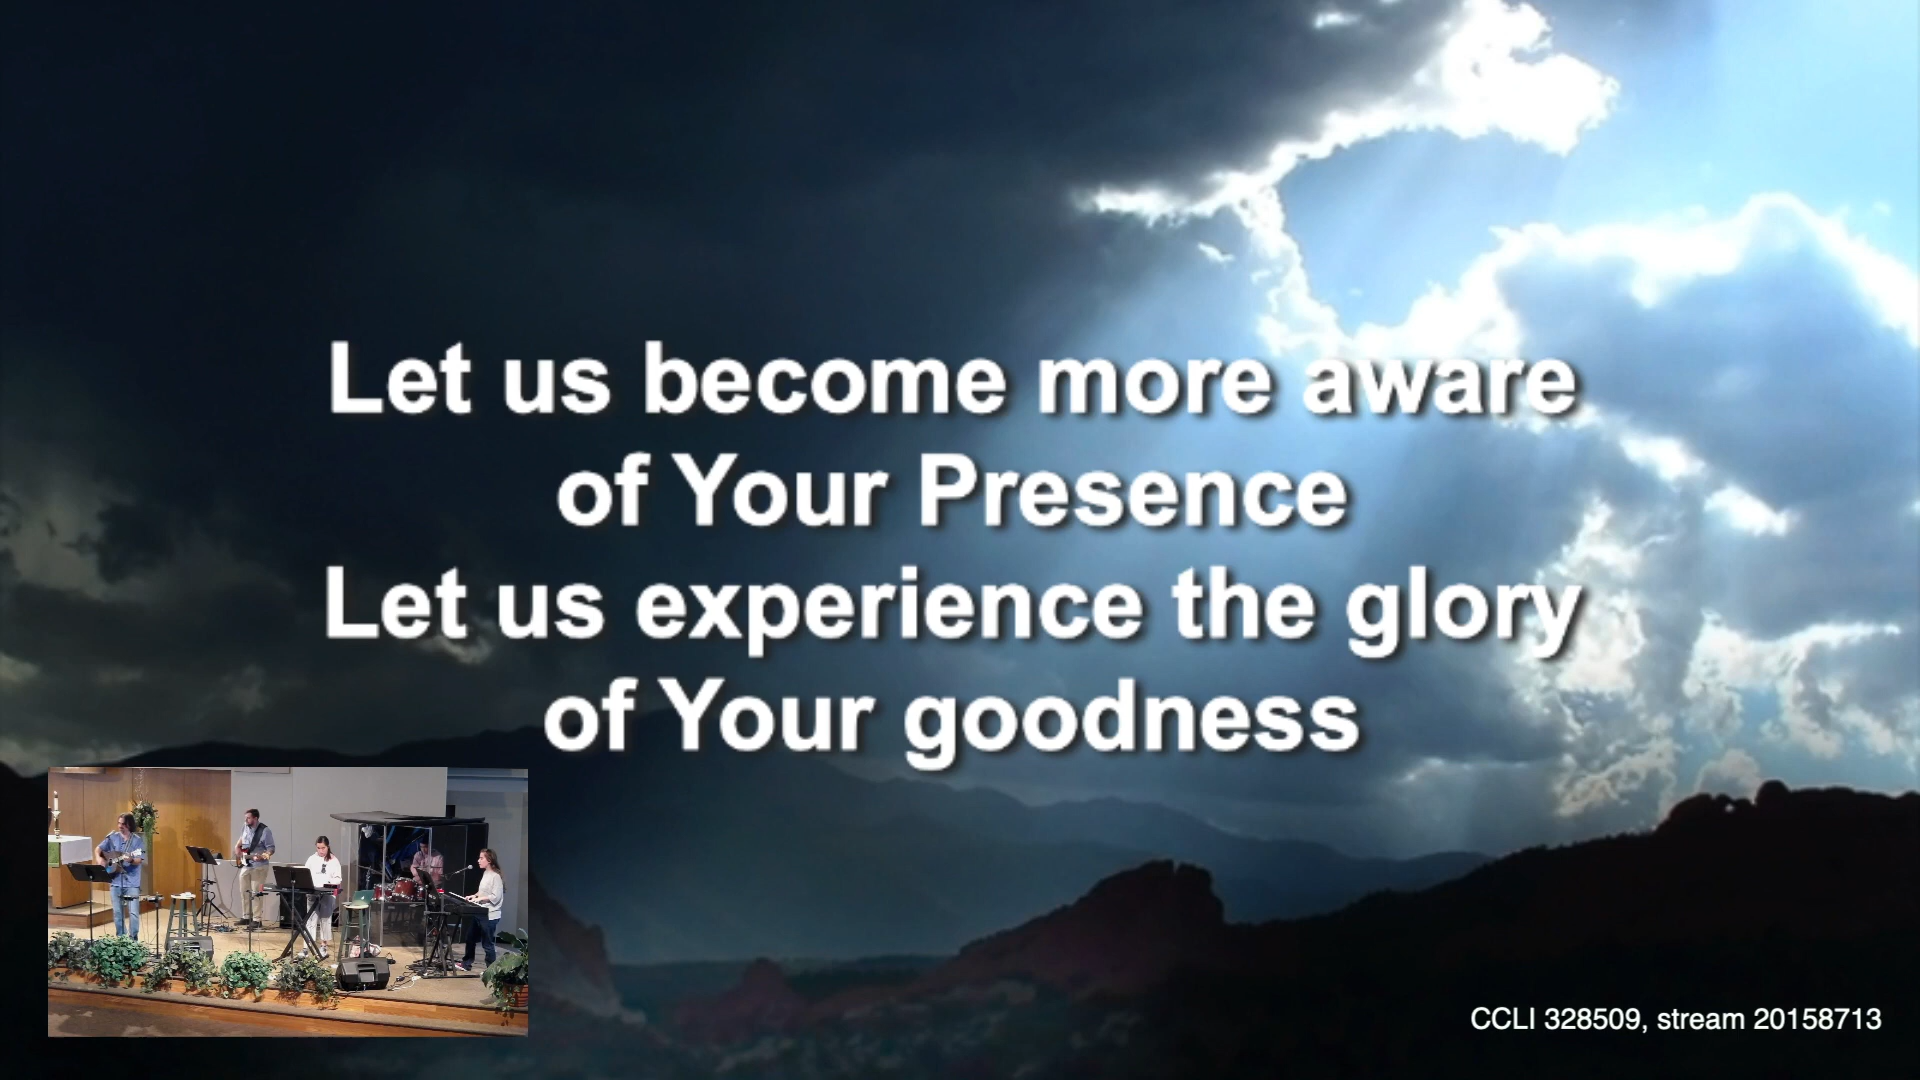 Let us become more aware
of Your Presence
Let us experience the glory
of Your goodness
CCLI 328509, stream 20158713